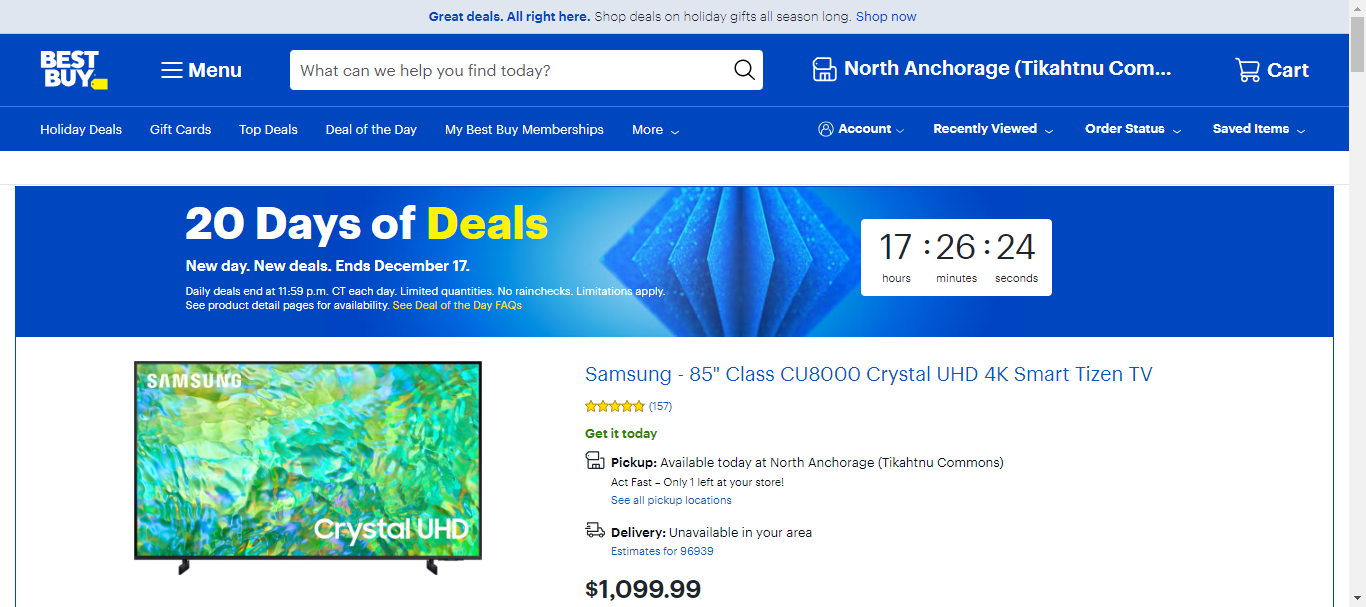 Great deals. All right here. Shop deals on holiday gifts all season long. Shop now
BEST
BUY
Menu
What can we help you find today?
North Anchorage (Tikahtnu Com...
Cart
Holiday Deals
Gift Cards
Top Deals
Deal of the Day
My Best Buy Memberships
More
Account
Recently Viewed
Order Status
Saved Items
20 Days of Deals
New day. New deals. Ends December 17.
Daily deals end at 11:59 p.m. CT each day. Limited quantities. No rainchecks. Limitations apply.
See product detail pages for availability. See Deal of the Day FAQs
17 : 26 : 24
hours minutes seconds
SAMSUNG
Crystal UHD
Samsung - 85" Class CU8000 Crystal UHD 4K Smart Tizen TV
(157)
Get it today
Pickup: Available today at North Anchorage (Tikahtnu Commons)
Act Fast – Only 1 left at your store!
See all pickup locations
Delivery: Unavailable in your area
Estimates for 96939
$1,099.99